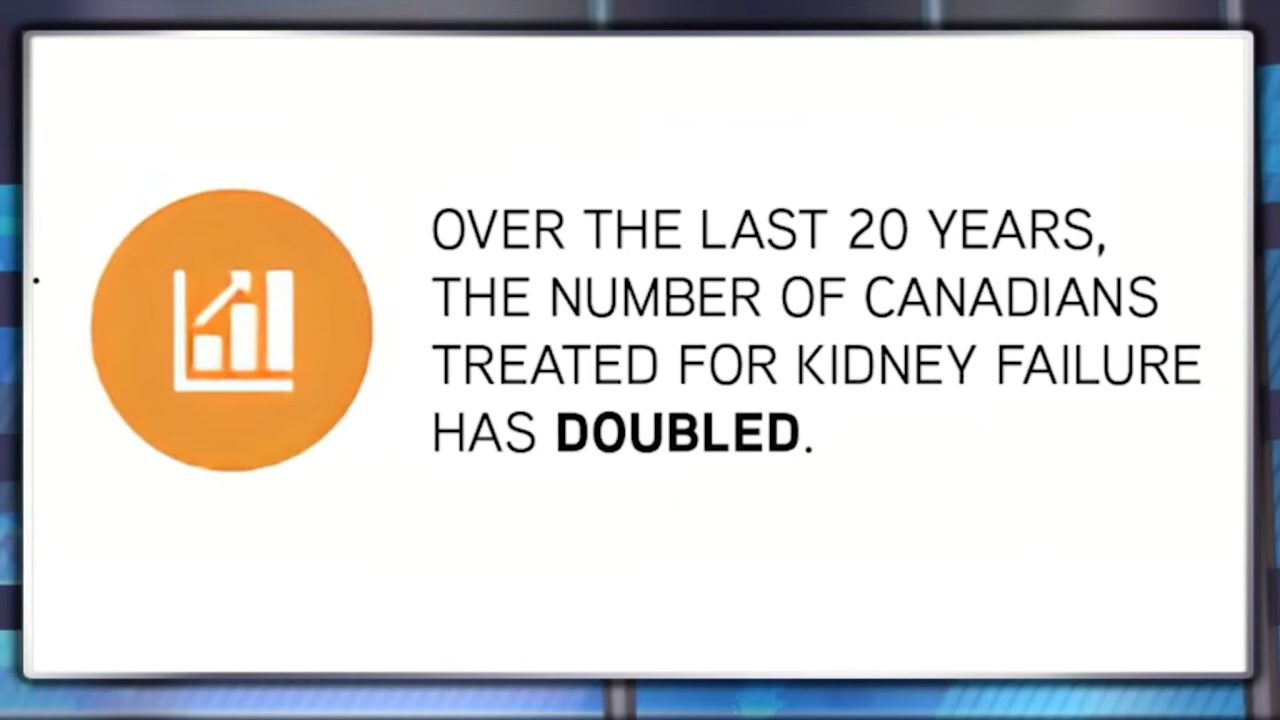 OVER THE LAST 20 YEARS,
THE NUMBER OF CANADIANS
TREATED FOR KIDNEY FAILURE
HAS DOUBLED.